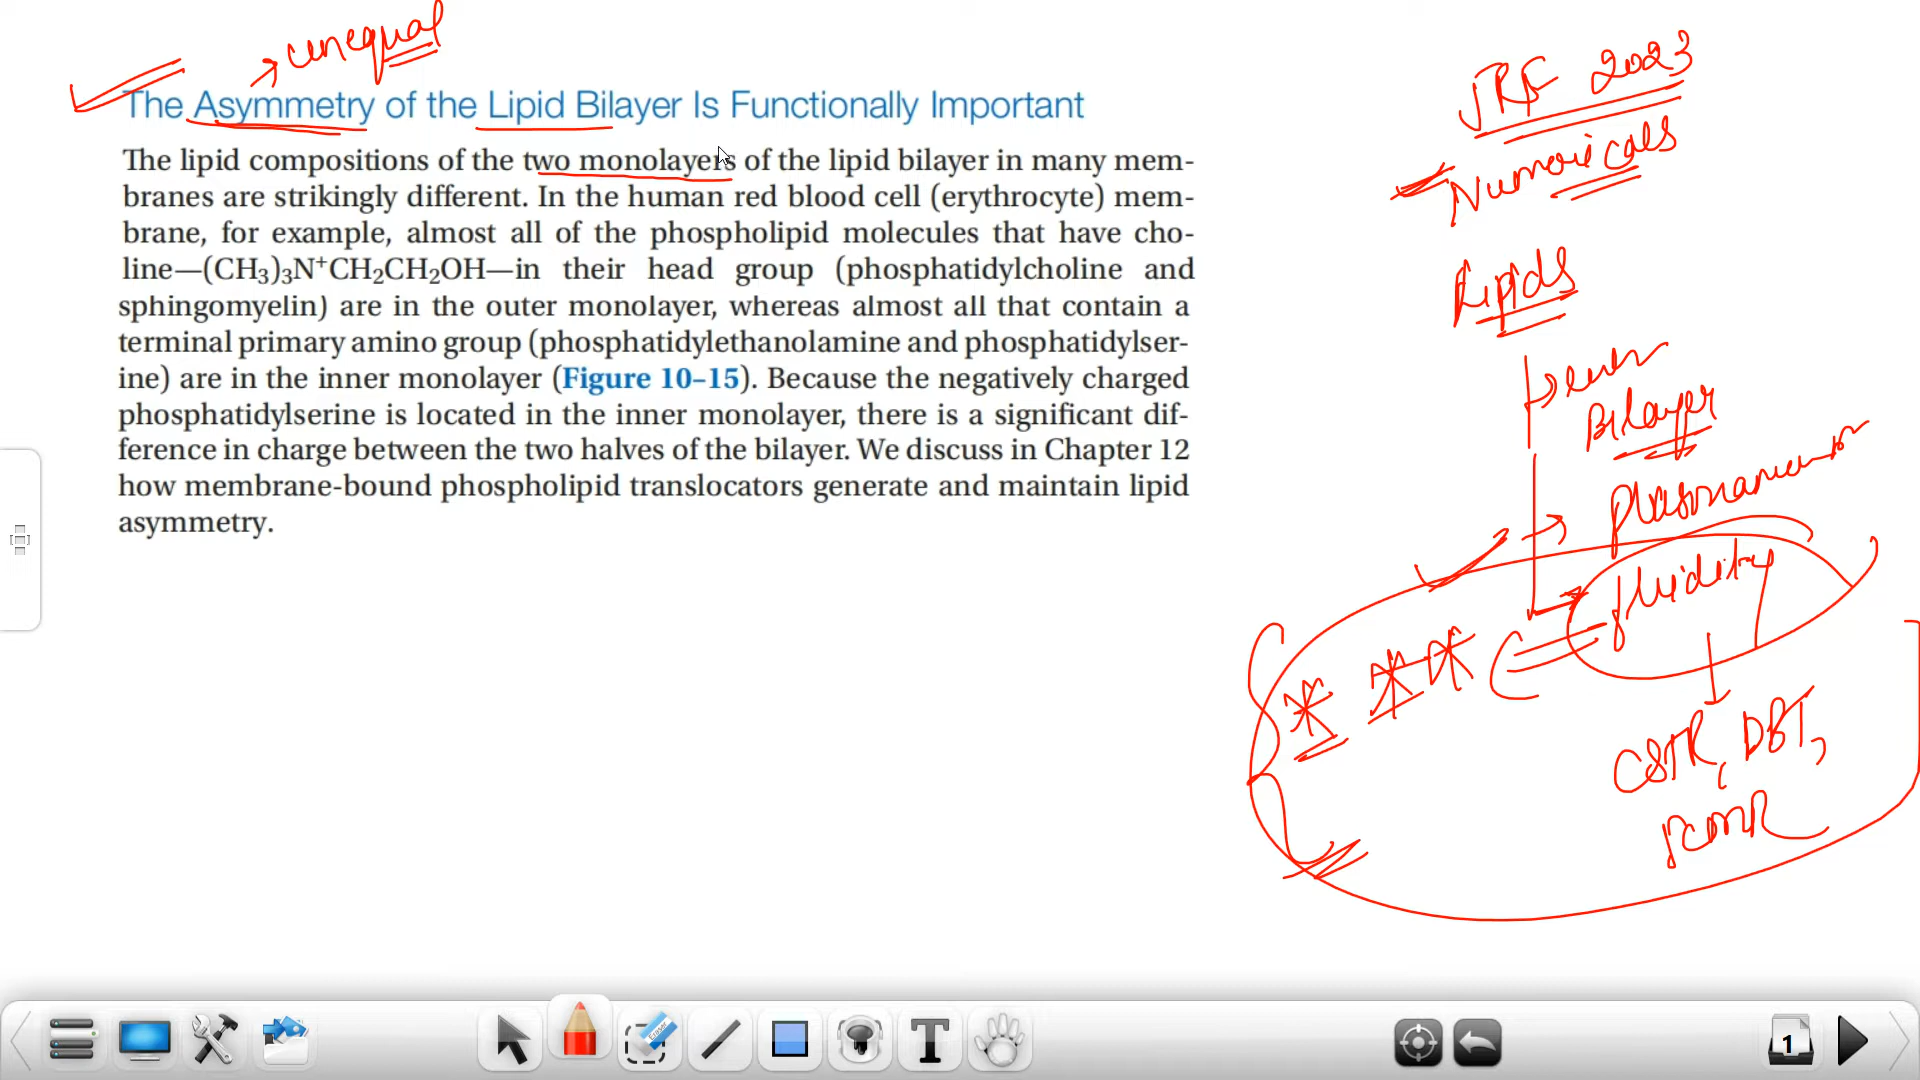 unequal
The Asymmetry of the Lipid Bilayer Is Functionally Important
The lipid compositions of the two monolayers of the lipid bilayer in many mem-
branes are strikingly different. In the human red blood cell (erythrocyte) mem-
brane, for example, almost all of the phospholipid molecules that have cho-
line—(CH₃)₃N⁺CH₂CH₂OH—in their head group (phosphatidylcholine and
sphingomyelin) are in the outer monolayer, whereas almost all that contain a
terminal primary amino group (phosphatidylethanolamine and phosphatidylser-
ine) are in the inner monolayer (Figure 10–15). Because the negatively charged
phosphatidylserine is located in the inner monolayer, there is a significant dif-
ference in charge between the two halves of the bilayer. We discuss in Chapter 12
how membrane-bound phospholipid translocators generate and maintain lipid
asymmetry.
JRF 2023
Numericals
Lipids
Bilayer
fluidity
CSIR, DBT,
ICMR
Eraser
T
1